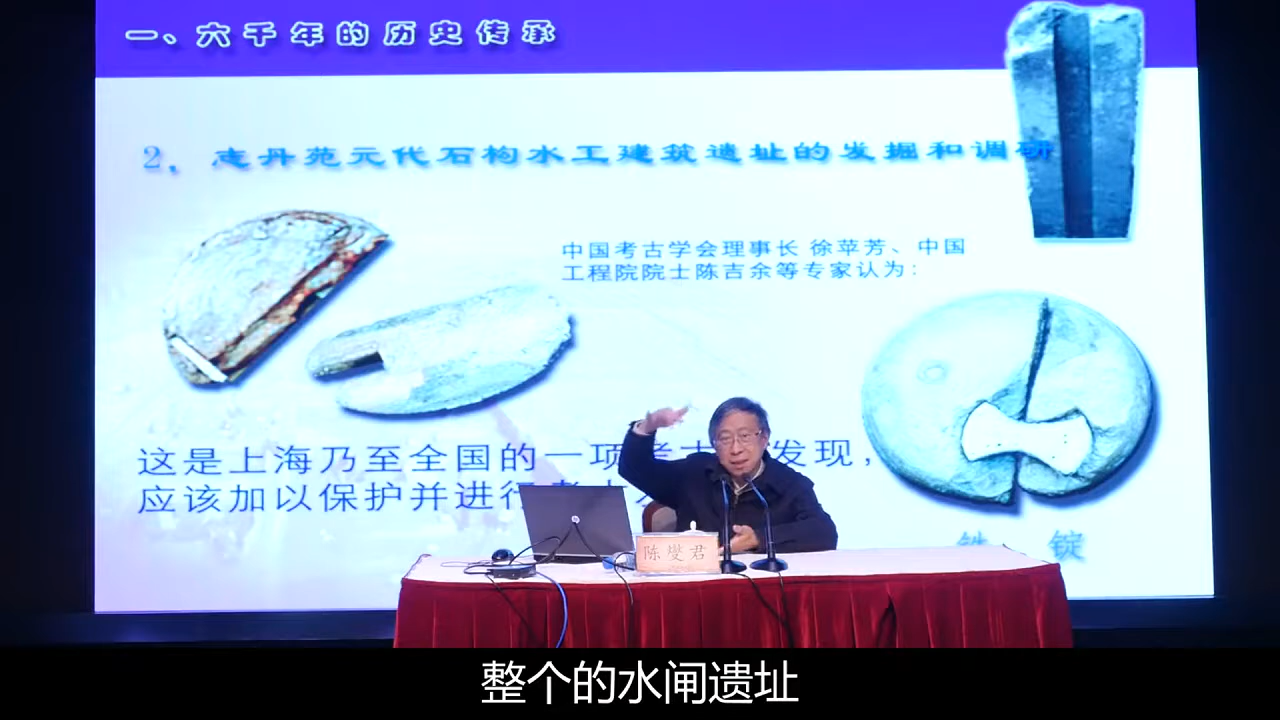 一、六千年的历史传承
2，志丹苑元代石构水工建筑遗址的发掘和调研
中国考古学会理事长 徐苹芳、中国
工程院院士陈吉余等专家认为：
这是上海乃至全国的一项考古 发现，
应该加以保护并进行
铁 锭
陈燮君
整个的水闸遗址